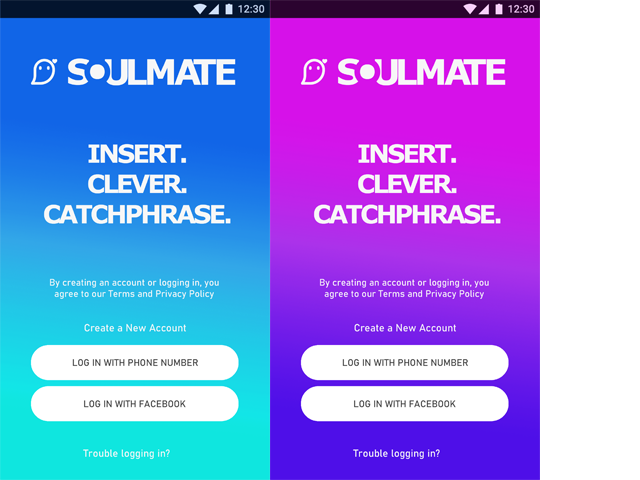 12:30
SOULMATE
INSERT.
CLEVER.
CATCHPHRASE.
By creating an account or logging in, you
agree to our Terms and Privacy Policy
Create a New Account
LOG IN WITH PHONE NUMBER
LOG IN WITH FACEBOOK
Trouble logging in?
12:30
SOULMATE
INSERT.
CLEVER.
CATCHPHRASE.
By creating an account or logging in, you
agree to our Terms and Privacy Policy
Create a New Account
LOG IN WITH PHONE NUMBER
LOG IN WITH FACEBOOK
Trouble logging in?